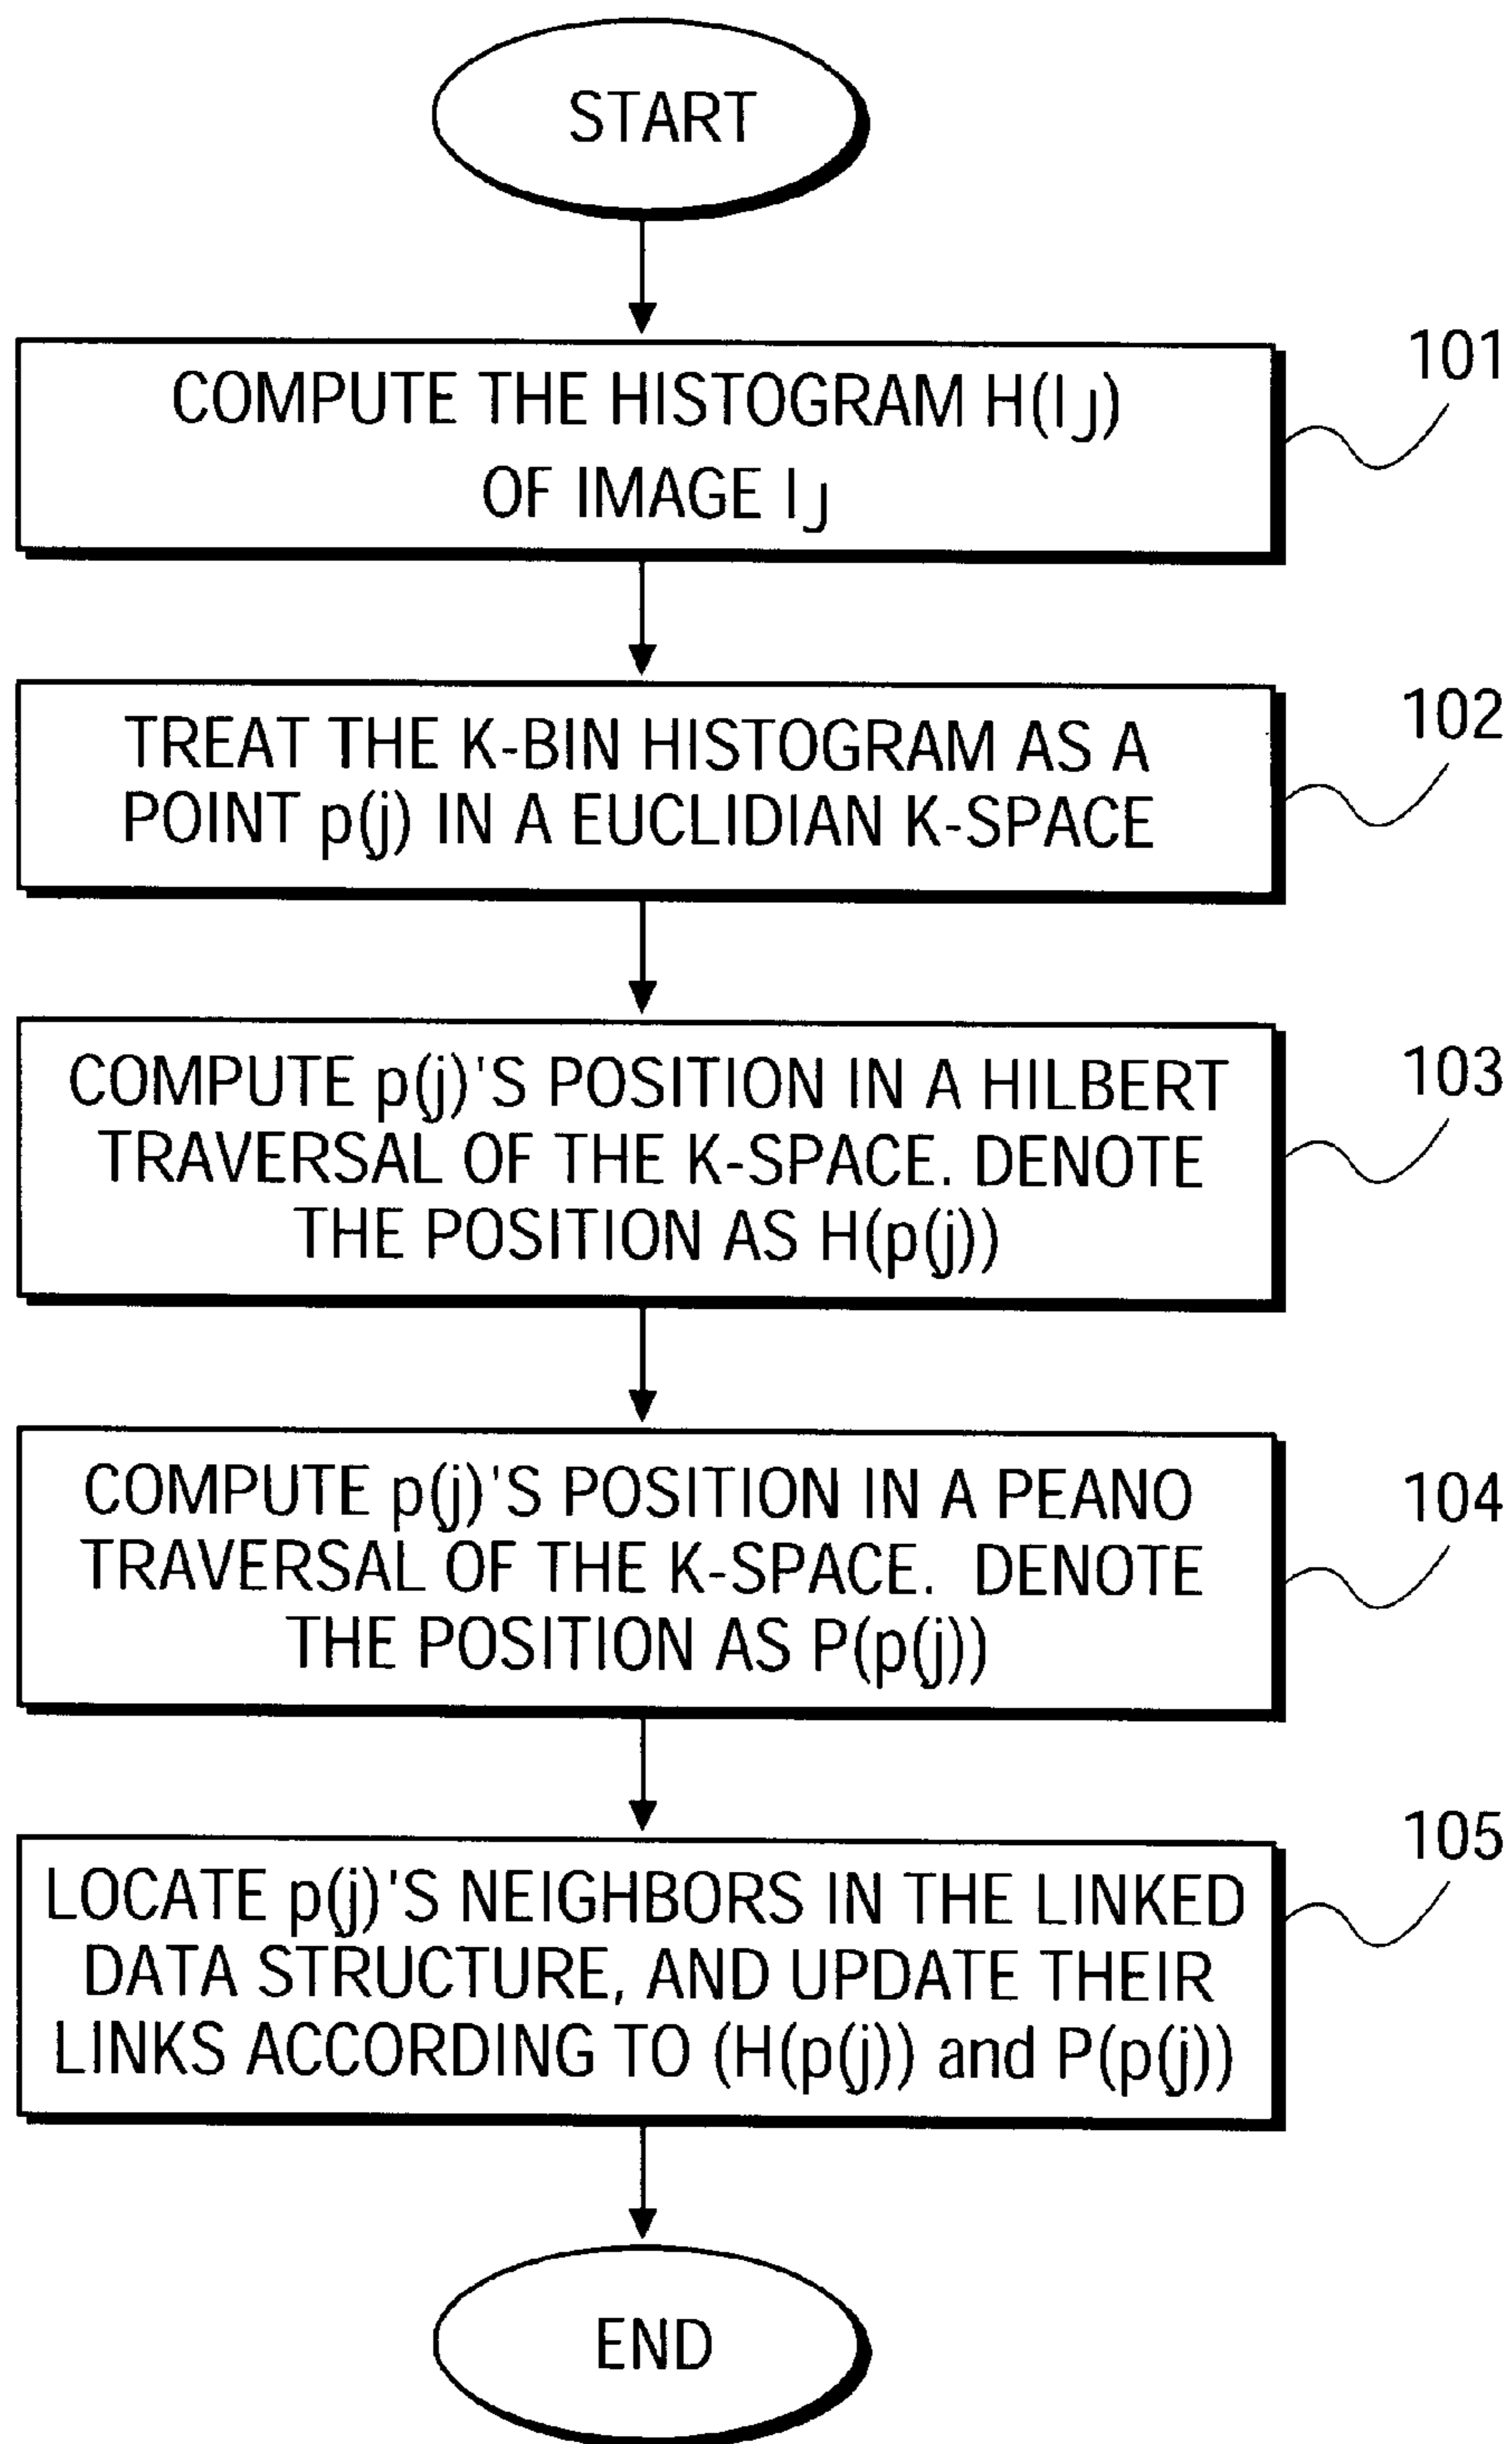 START
COMPUTE THE HISTOGRAM H(Ij)
OF IMAGE Ij
101
TREAT THE K-BIN HISTOGRAM AS A
POINT p(j) IN A EUCLIDIAN K-SPACE
102
COMPUTE p(j)'S POSITION IN A HILBERT
TRAVERSAL OF THE K-SPACE. DENOTE
THE POSITION AS H(p(j))
103
COMPUTE p(j)'S POSITION IN A PEANO
TRAVERSAL OF THE K-SPACE. DENOTE
THE POSITION AS P(p(j))
104
LOCATE p(j)'S NEIGHBORS IN THE LINKED
DATA STRUCTURE, AND UPDATE THEIR
LINKS ACCORDING TO (H(p(j)) and P(p(j))
105
END